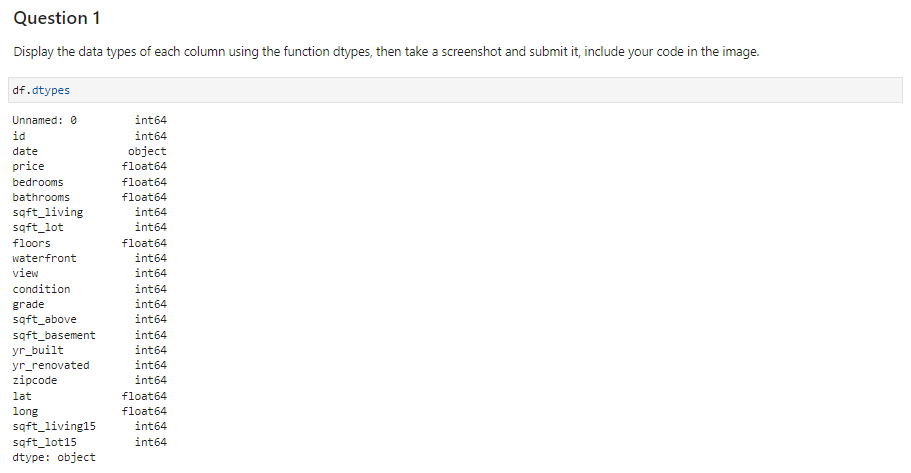 Question 1
Display the data types of each column using the function dtypes, then take a screenshot and submit it, include your code in the image.
df.dtypes
Unnamed: 0 int64
id int64
date object
price float64
bedrooms float64
bathrooms float64
sqft_living int64
sqft_lot int64
floors float64
waterfront int64
view int64
condition int64
grade int64
sqft_above int64
sqft_basement int64
yr_built int64
yr_renovated int64
zipcode int64
lat float64
long float64
sqft_living15 int64
sqft_lot15 int64
dtype: object